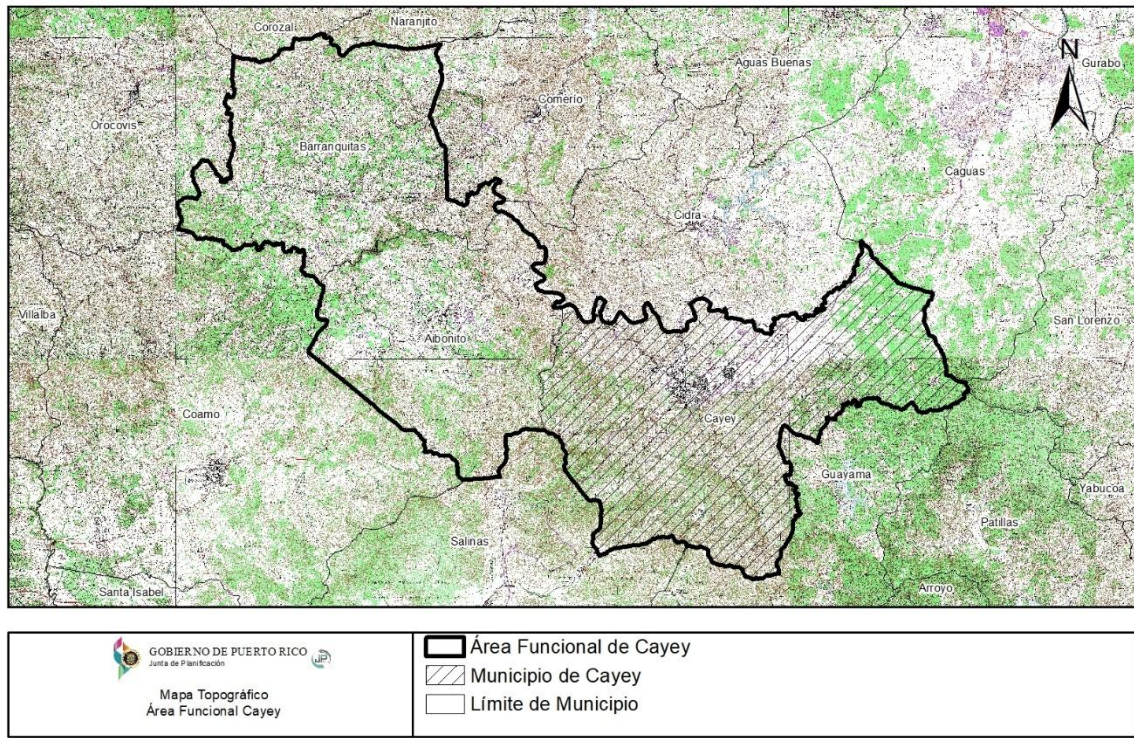 Corozal
Naranjito
Aguas Buenas
N
Gurabo
Orocovis
Comerío
Barranquitas
Caguas
Cidra
Villalba
San Lorenzo
Aibonito
Coamo
Cayey
Guayama
Yabucoa
Patillas
Salinas
Santa Isabel
Arroyo
GOBIERNO DE PUERTO RICO
Junta de Planificación
JP
Mapa Topográfico
Área Funcional Cayey
Área Funcional de Cayey
Municipio de Cayey
Límite de Municipio